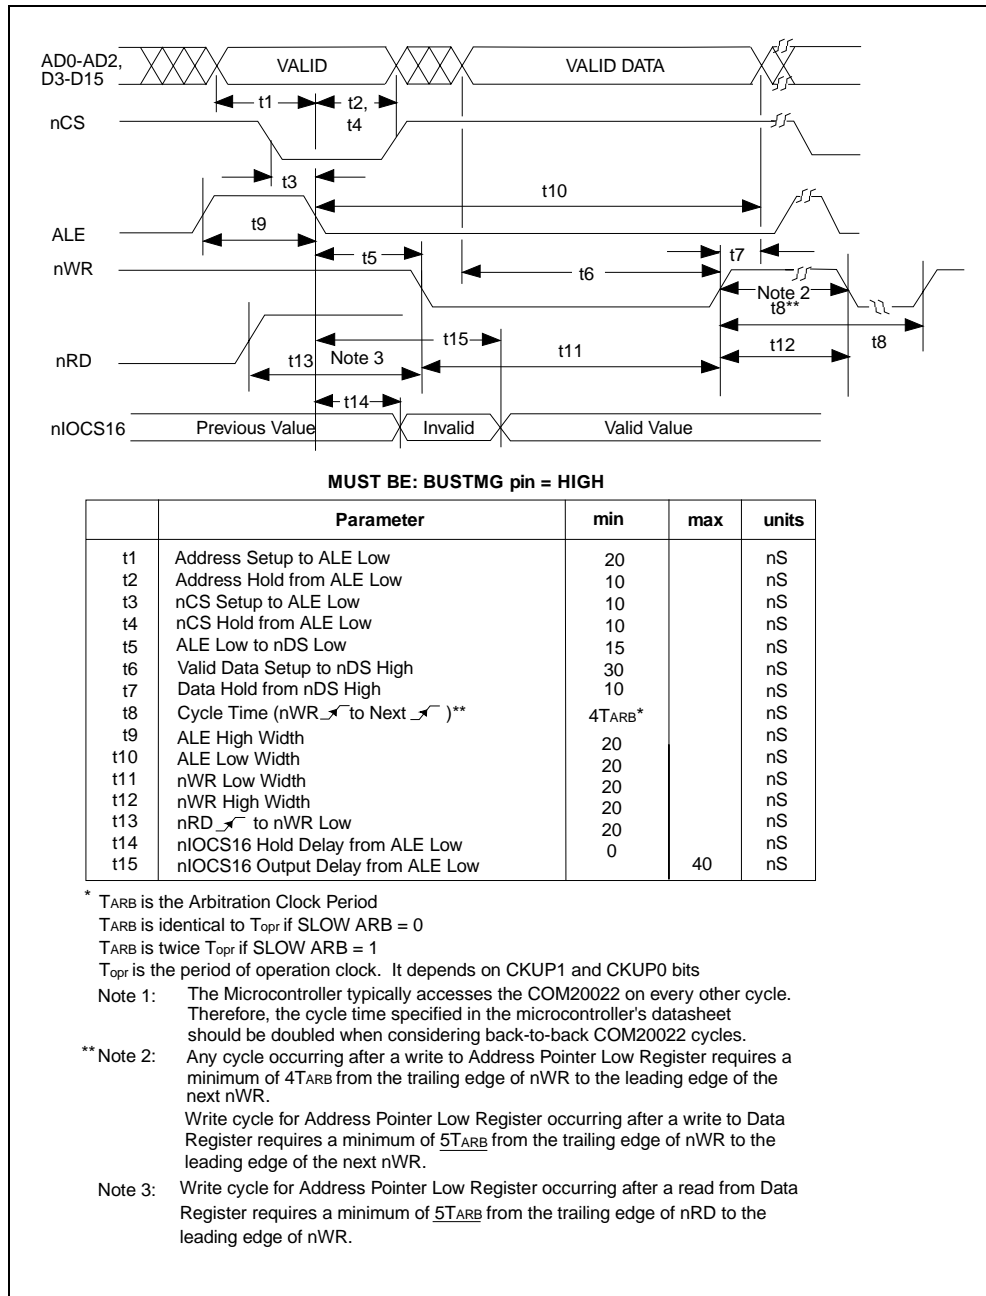 AD0-AD2,
D3-D15
VALID
VALID DATA
t1
t2,
t4
nCS
t3
t10
t9
ALE
t5
t7
nWR
t6
Note 2
t8**
t15
t8
nRD
t13
Note 3
t11
t12
t14
nIOCS16
Previous Value
Invalid
Valid Value
MUST BE: BUSTMG pin = HIGH
Parameter min max units
t1 Address Setup to ALE Low 20 nS
t2 Address Hold from ALE Low 10 nS
t3 nCS Setup to ALE Low 10 nS
t4 nCS Hold from ALE Low 10 nS
t5 ALE Low to nDS Low 15 nS
t6 Valid Data Setup to nDS High 30 nS
t7 Data Hold from nDS High 10 nS
t8 Cycle Time (nWR to Next )** 4TARB* nS
t9 ALE High Width 20 nS
t10 ALE Low Width 20 nS
t11 nWR Low Width 20 nS
t12 nWR High Width 20 nS
t13 nRD to nWR Low 20 nS
t14 nIOCS16 Hold Delay from ALE Low 0 nS
t15 nIOCS16 Output Delay from ALE Low 40 nS
* TARB is the Arbitration Clock Period
TARB is identical to Topr if SLOW ARB = 0
TARB is twice Topr if SLOW ARB = 1
Topr is the period of operation clock. It depends on CKUP1 and CKUP0 bits
Note 1: The Microcontroller typically accesses the COM20022 on every other cycle.
Therefore, the cycle time specified in the microcontroller's datasheet
should be doubled when considering back-to-back COM20022 cycles.
** Note 2: Any cycle occurring after a write to Address Pointer Low Register requires a
minimum of 4TARB from the trailing edge of nWR to the leading edge of the
next nWR.
Write cycle for Address Pointer Low Register occurring after a write to Data
Register requires a minimum of 5TARB from the trailing edge of nWR to the
leading edge of the next nWR.
Note 3: Write cycle for Address Pointer Low Register occurring after a read from Data
Register requires a minimum of 5TARB from the trailing edge of nRD to the
leading edge of nWR.